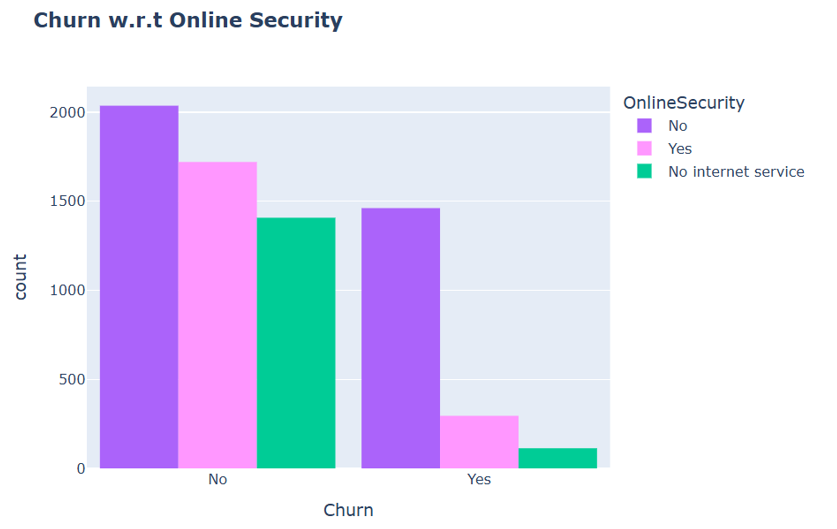 Churn w.r.t Online Security
OnlineSecurity
No
Yes
No internet service
2000
1500
1000
500
0
count
No
Yes
Churn